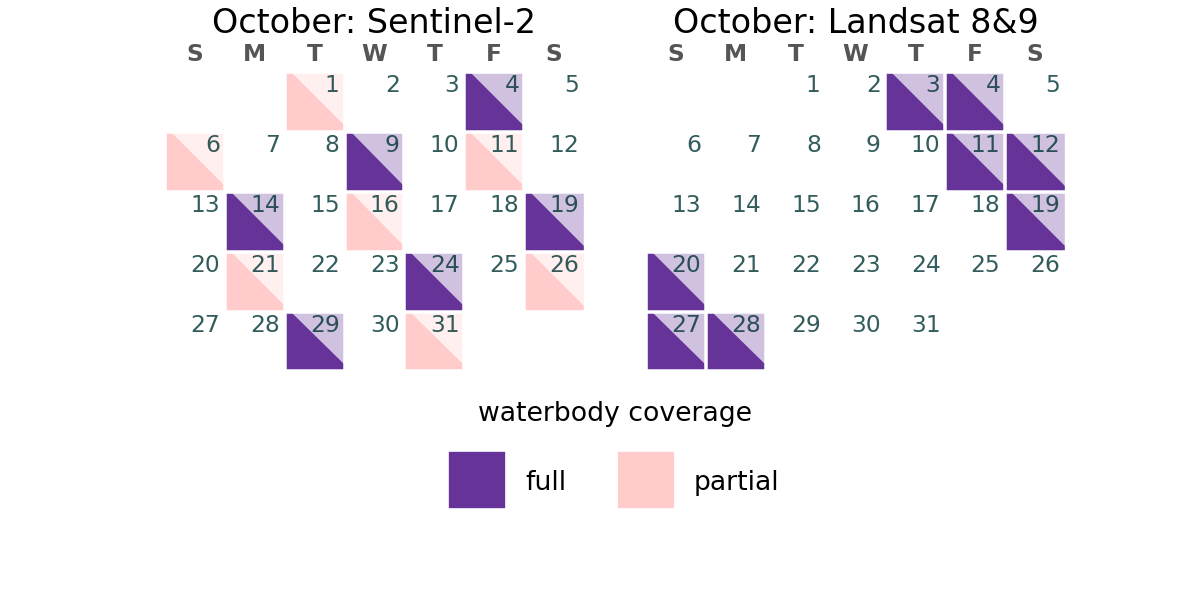 October: Sentinel-2
S M T W T F S
1 2 3 4 5
6 7 8 9 10 11 12
13 14 15 16 17 18 19
20 21 22 23 24 25 26
27 28 29 30 31
October: Landsat 8&9
S M T W T F S
1 2 3 4 5
6 7 8 9 10 11 12
13 14 15 16 17 18 19
20 21 22 23 24 25 26
27 28 29 30 31
waterbody coverage
full partial